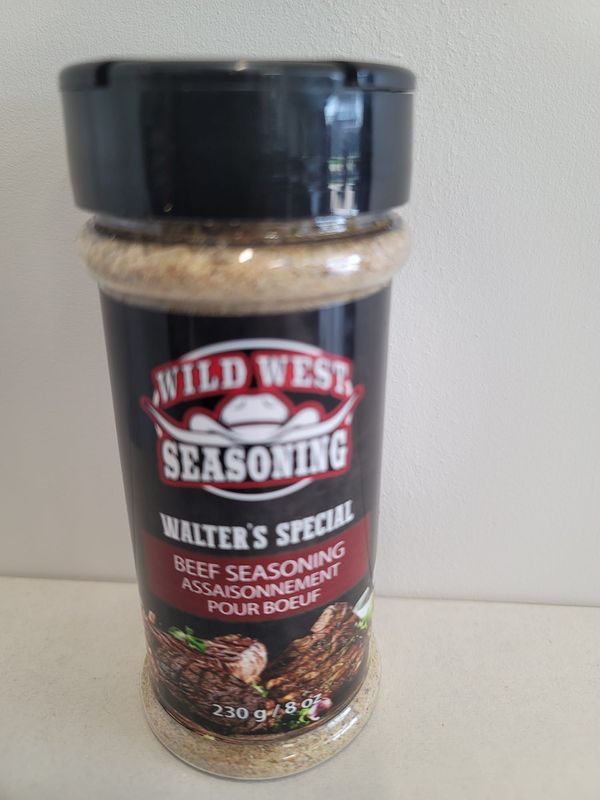 WILD WEST
SEASONING
WALTER'S SPECIAL
BEEF SEASONING
ASSAISONNEMENT
POUR BOEUF
230 g / 8 oz